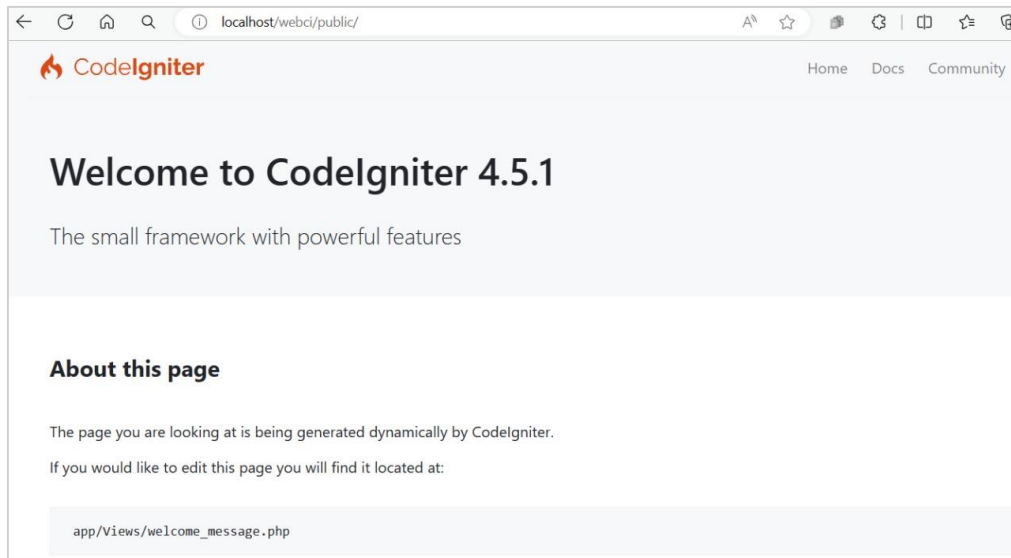 localhost/webci/public/
CodeIgniter
Home Docs Community
Welcome to CodeIgniter 4.5.1
The small framework with powerful features
About this page
The page you are looking at is being generated dynamically by CodeIgniter.
If you would like to edit this page you will find it located at:
app/Views/welcome_message.php